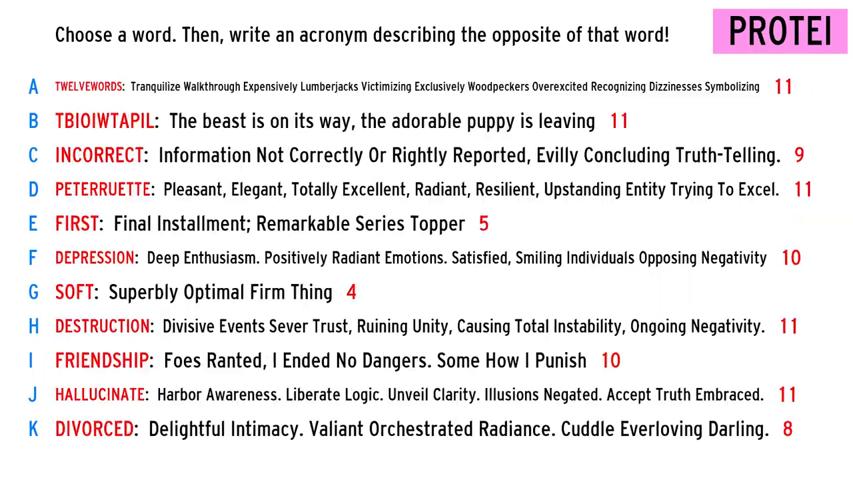 Choose a word. Then, write an acronym describing the opposite of that word!
PROTEI
A TWELVEWORDS: Tranquilize Walkthrough Expensively Lumberjacks Victimizing Exclusively Woodpeckers Overexcited Recognizing Dizzinesses Symbolizing 11
B TBIOIWTAPIL: The beast is on its way, the adorable puppy is leaving 11
C INCORRECT: Information Not Correctly Or Rightly Reported, Evilly Concluding Truth-Telling. 9
D PETERRUETTE: Pleasant, Elegant, Totally Excellent, Radiant, Resilient, Upstanding Entity Trying To Excel. 11
E FIRST: Final Installment; Remarkable Series Topper 5
F DEPRESSION: Deep Enthusiasm. Positively Radiant Emotions. Satisfied, Smiling Individuals Opposing Negativity 10
G SOFT: Superbly Optimal Firm Thing 4
H DESTRUCTION: Divisive Events Sever Trust, Ruining Unity, Causing Total Instability, Ongoing Negativity. 11
I FRIENDSHIP: Foes Ranted, I Ended No Dangers. Some How I Punish 10
J HALLUCINATE: Harbor Awareness. Liberate Logic. Unveil Clarity. Illusions Negated. Accept Truth Embraced. 11
K DIVORCED: Delightful Intimacy. Valiant Orchestrated Radiance. Cuddle Everloving Darling. 8